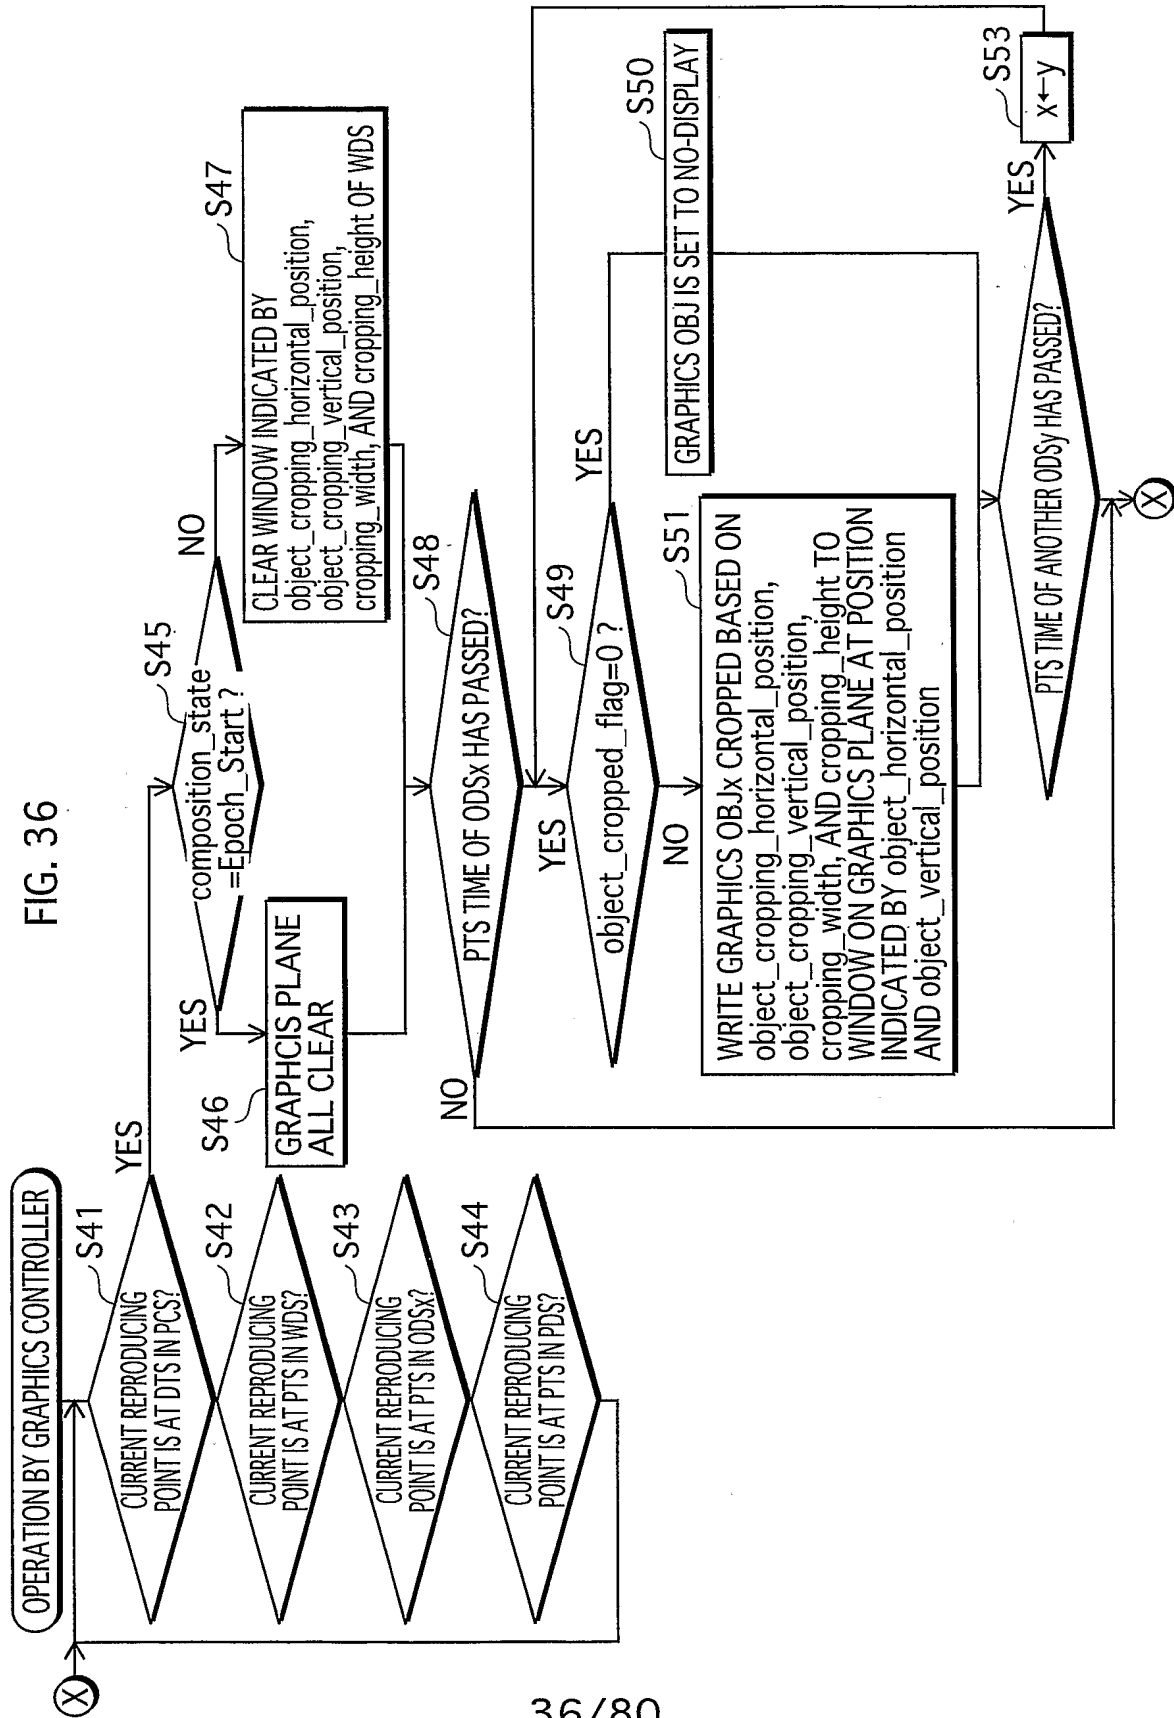 FIG. 36
OPERATION BY GRAPHICS CONTROLLER
X
S41
CURRENT REPRODUCING
POINT IS AT DTS IN PCS?
YES
S42
CURRENT REPRODUCING
POINT IS AT PTS IN WDS?
S43
CURRENT REPRODUCING
POINT IS AT PTS IN ODSx?
S44
CURRENT REPRODUCING
POINT IS AT PTS IN PDS?
S45
composition_state
=Epoch_Start ?
YES
NO
S46
GRAPHCIS PLANE
ALL CLEAR
S47
CLEAR WINDOW INDICATED BY
object_cropping_horizontal_position,
object_cropping_vertical_position,
cropping_width, AND cropping_height OF WDS
S48
PTS TIME OF ODSx HAS PASSED?
NO
YES
S49
object_cropped_flag=0 ?
YES
NO
S50
GRAPHICS OBJ IS SET TO NO-DISPLAY
S51
WRITE GRAPHICS OBJx CROPPED BASED ON
object_cropping_horizontal_position,
object_cropping_vertical_position,
cropping_width, AND cropping_height TO
WINDOW ON GRAPHICS PLANE AT POSITION
INDICATED BY object_horizontal_position
AND object_vertical_position
PTS TIME OF ANOTHER ODSy HAS PASSED?
YES
S53
x←y
X
36/80